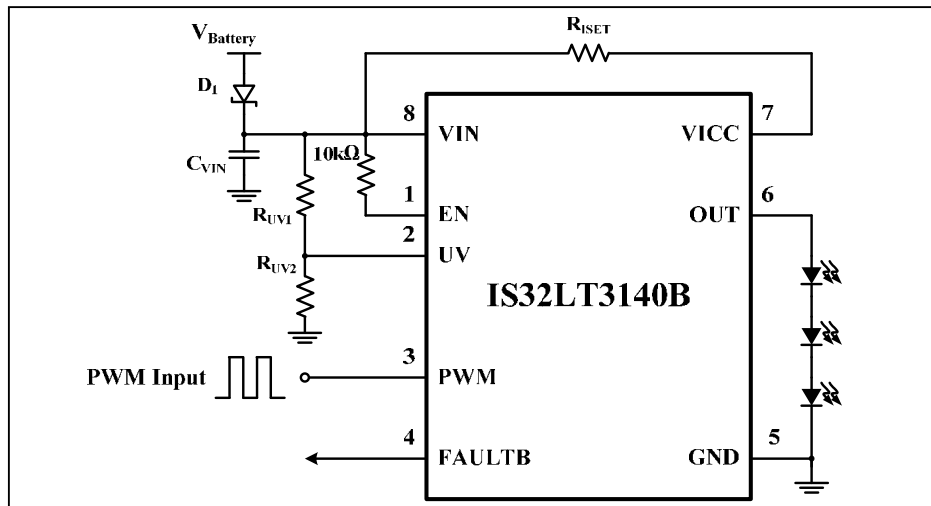 R_ISET
V_Battery
D_1
8
VIN
VICC
7
10kΩ
C_VIN
1
EN
OUT
6
R_UV1
2
UV
R_UV2
IS32LT3140B
3
PWM Input
PWM
4
FAULTB
GND
5